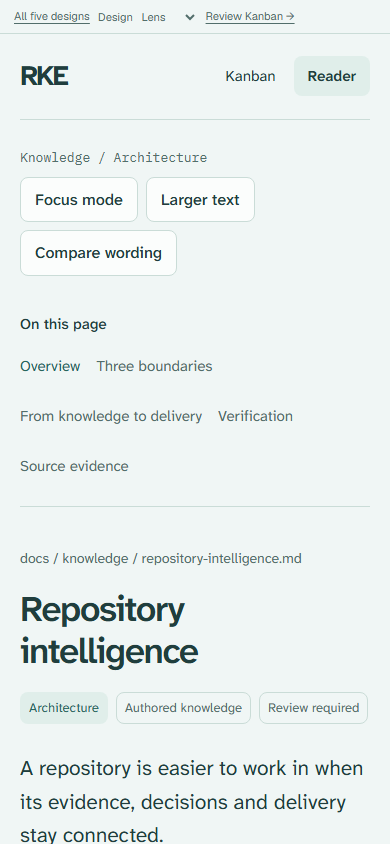 All five designs Design Lens Review Kanban →
RKE Kanban Reader
Knowledge / Architecture
Focus mode Larger text
Compare wording
On this page
Overview Three boundaries
From knowledge to delivery Verification
Source evidence
docs / knowledge / repository-intelligence.md
Repository
intelligence
Architecture Authored knowledge Review required
A repository is easier to work in when
its evidence, decisions and delivery
stay connected.